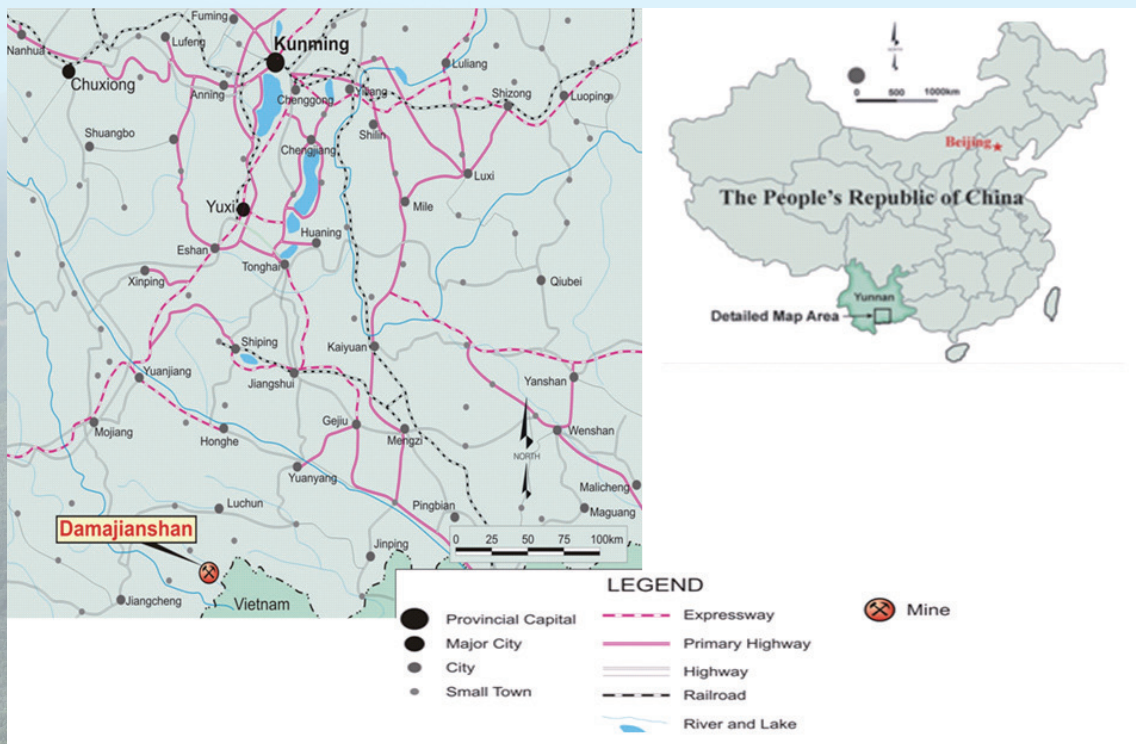 Fuming
Nanhua
Lufeng
Kunming
Luliang
Chuxiong
Anning
Chenggong
Yiliang
Shizong
Luoping
Shuangbo
Shilin
Chengjiang
Luxi
Yuxi
Mile
Huaning
Eshan
Tonghai
Xinping
Qiubei
Shiping
Kaiyuan
Yuanjiang
Jiangshui
Yanshan
Gejiu
Mojiang
Honghe
Mengzi
Wenshan
NORTH
Yuanyang
Malicheng
Luchun
Pingbian
Maguang
Damajianshan
Jinping
0 25 50 75 100km
Jiangcheng
Vietnam
0 500 1000km
Beijing
The People's Republic of China
Yunnan
Detailed Map Area
LEGEND
Provincial Capital
Major City
City
Small Town
Expressway
Primary Highway
Highway
Railroad
River and Lake
Mine